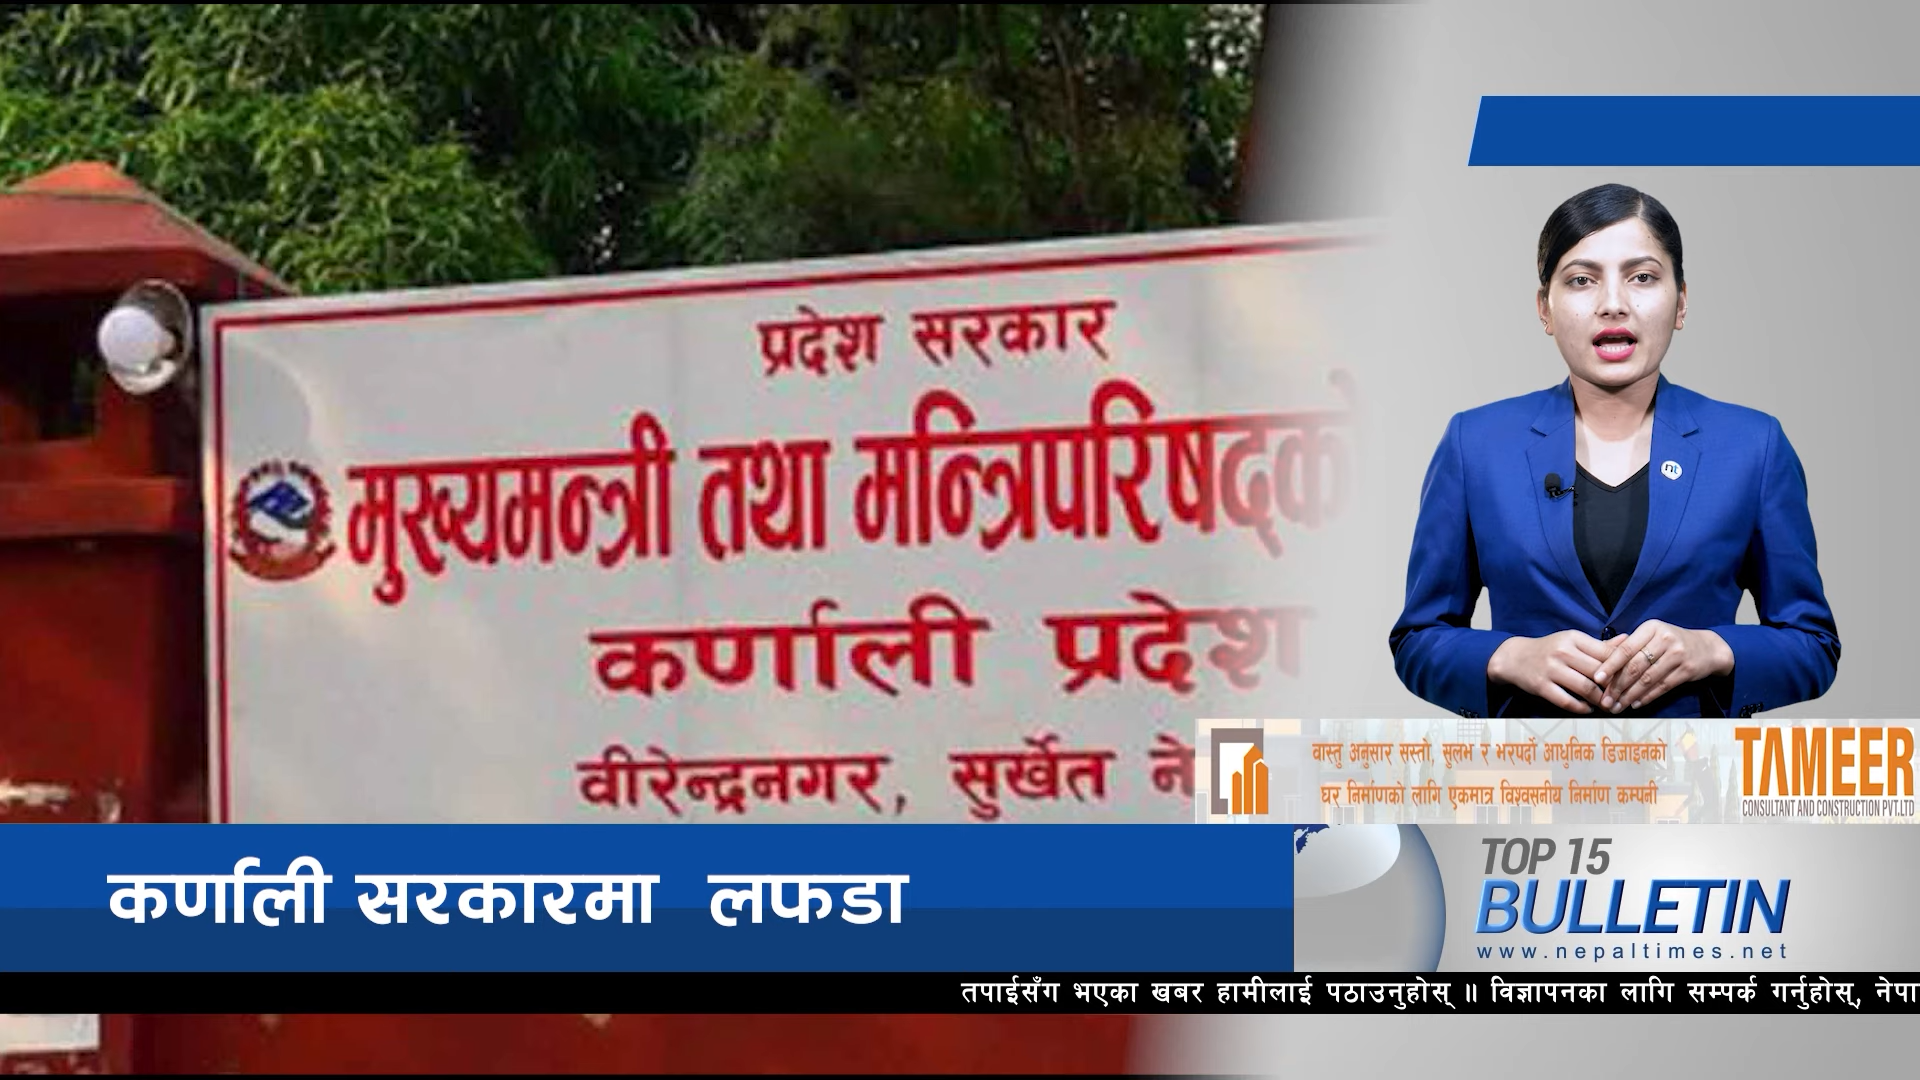 प्रदेश सरकार
मुख्यमन्त्री तथा मन्त्रिपरिषद्को
कर्णाली प्रदेश
वीरेन्द्रनगर, सुर्खेत ने
nt
वास्तु अनुसार सस्तो, सुलभ र भरपर्दो आधुनिक डिजाइनको
घर निर्माणको लागि एकमात्र विश्वसनीय निर्माण कम्पनी
TAMEER
CONSULTANT AND CONSTRUCTION PVT.LTD
कर्णाली सरकारमा लफडा
TOP 15
BULLETIN
www.nepaltimes.net
तपाईसँग भएका खबर हामीलाई पठाउनुहोस् ॥ विज्ञापनका लागि सम्पर्क गर्नुहोस्, नेपा